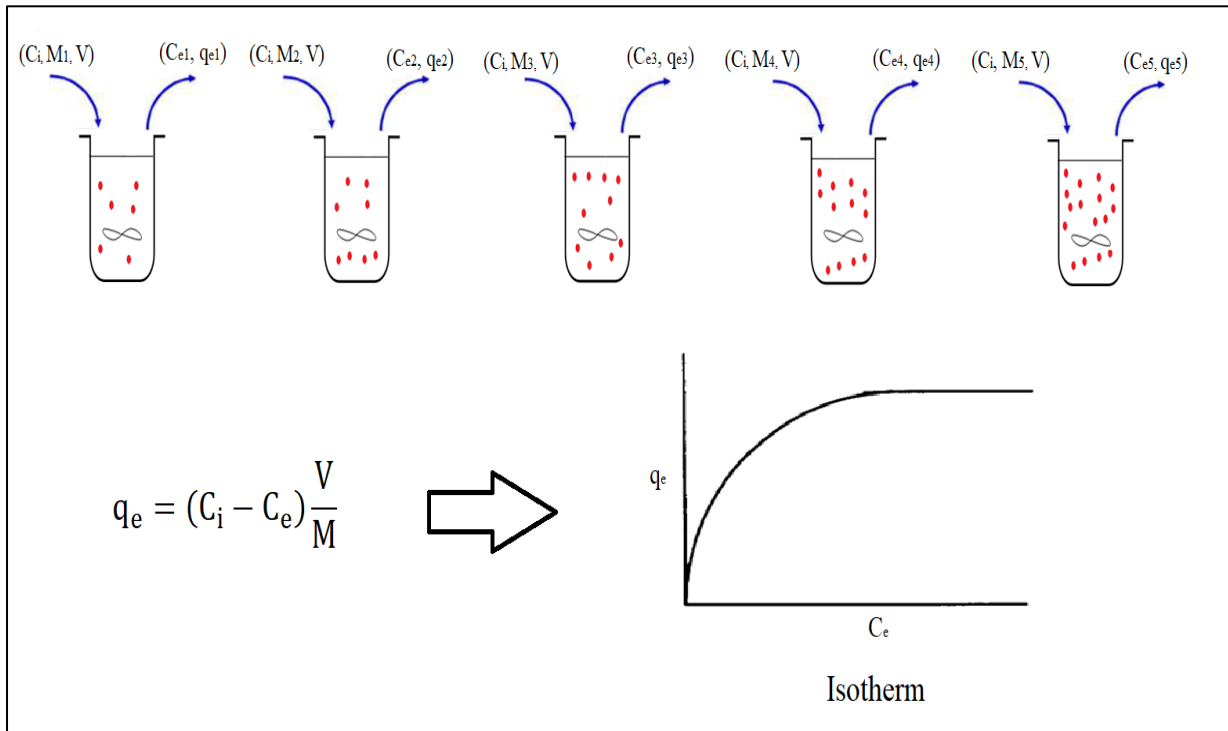 (Ci, M1, V) (Ce1, qe1) (Ci, M2, V) (Ce2, qe2) (Ci, M3, V) (Ce3, qe3) (Ci, M4, V) (Ce4, qe4) (Ci, M5, V) (Ce5, qe5)
qe = (Ci − Ce) V/M
qe
Ce
Isotherm